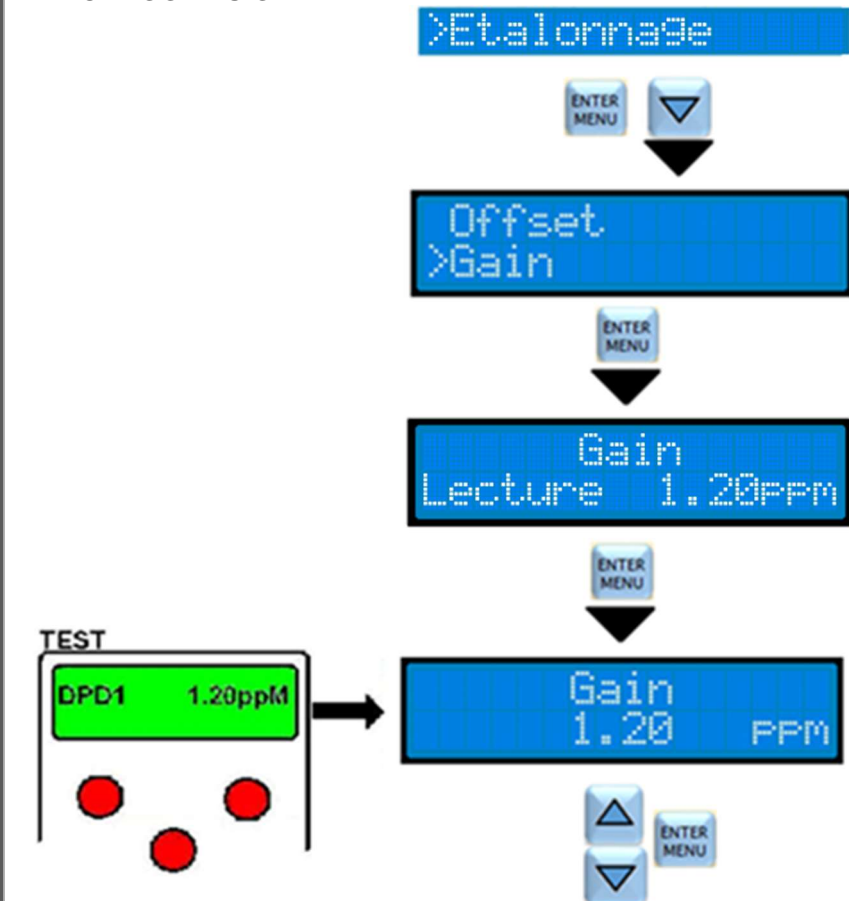 >Etalonnage
ENTER
MENU
Offset
>Gain
ENTER
MENU
Gain
Lecture 1.20ppm
ENTER
MENU
TEST
DPD1 1.20ppM
Gain
1.20 ppm
ENTER
MENU